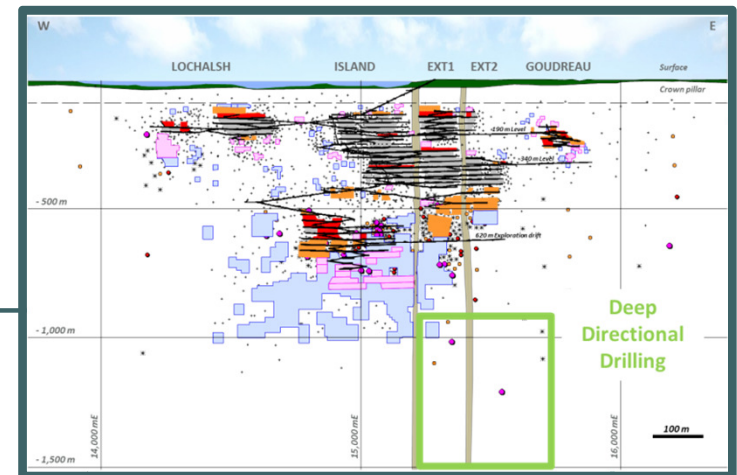 W
E
LOCHALSH
ISLAND
EXT1
EXT2
GOUDREAU
Surface
Crown pillar
-190 m Level
-340 m Level
- 500 m
620 m Exploration drift
Deep
Directional
Drilling
- 1,000 m
14,000 mE
15,000 mE
16,000 mE
100 m
- 1,500 m